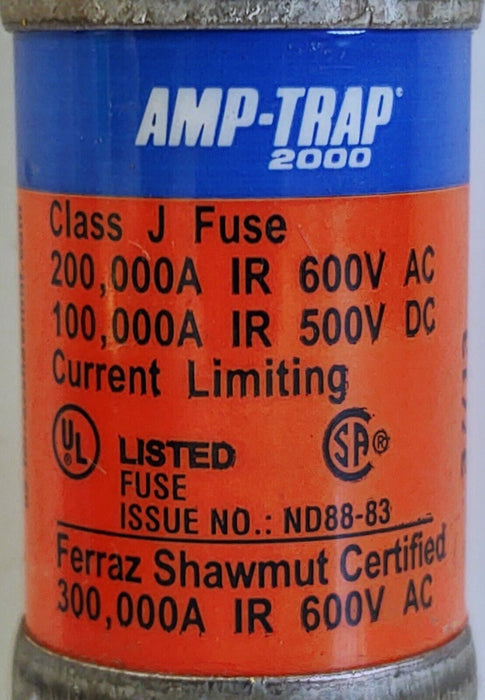 AMP-TRAP®
2000
Class J Fuse
200,000A IR 600V AC
100,000A IR 500V DC
Current Limiting
UL ®
LISTED
SA ®
FUSE
ISSUE NO.: ND88-83
Ferraz Shawmut Certified
300,000A IR 600V AC